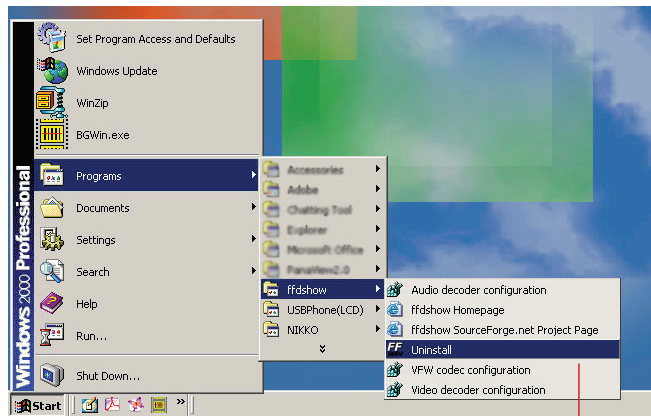 Set Program Access and Defaults
Windows Update
WinZip
BGWin.exe
Programs
Documents
Settings
Search
Help
Run...
Shut Down...
Windows 2000 Professional
Accessories
Adobe
Chatting Tool
Explorer
Microsoft Office
PanaView2.0
ffdshow
USBPhone(LCD)
NIKKO
Audio decoder configuration
ffdshow Homepage
ffdshow SourceForge.net Project Page
Uninstall
VFW codec configuration
Video decoder configuration
Start